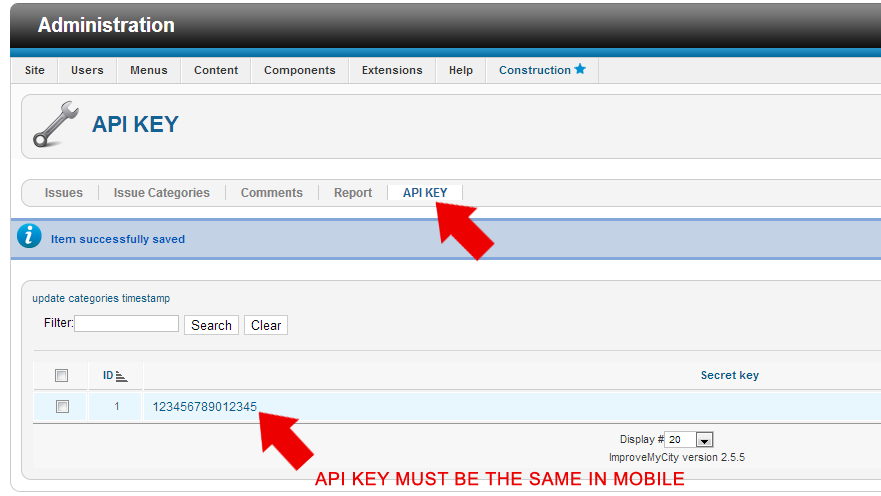 Administration
Site Users Menus Content Components Extensions Help Construction
API KEY
Issues Issue Categories Comments Report API KEY
i Item successfully saved
update categories timestamp
Filter: Search Clear
ID Secret key
1 123456789012345
Display # 20
ImproveMyCity version 2.5.5
API KEY MUST BE THE SAME IN MOBILE